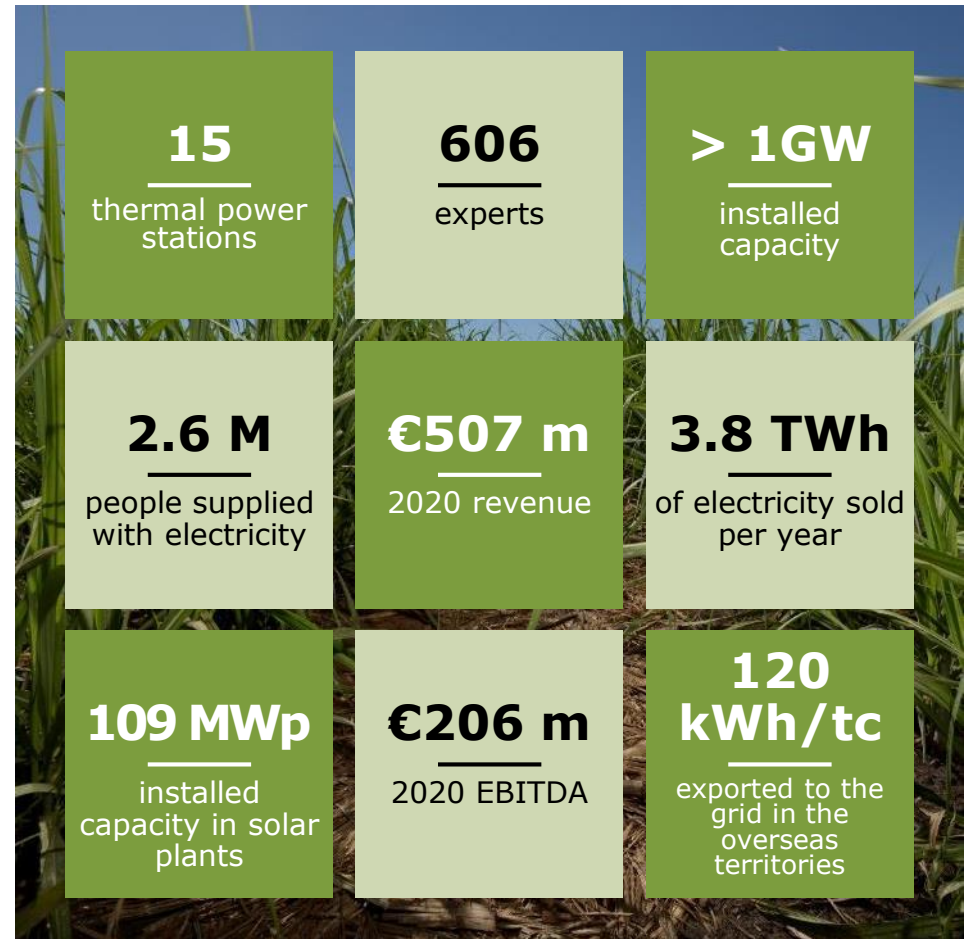 15
thermal power
stations
606
experts
> 1GW
installed
capacity
2.6 M
people supplied
with electricity
€507 m
2020 revenue
3.8 TWh
of electricity sold
per year
109 MWp
installed
capacity in solar
plants
€206 m
2020 EBITDA
120
kWh/tc
exported to the
grid in the
overseas
territories